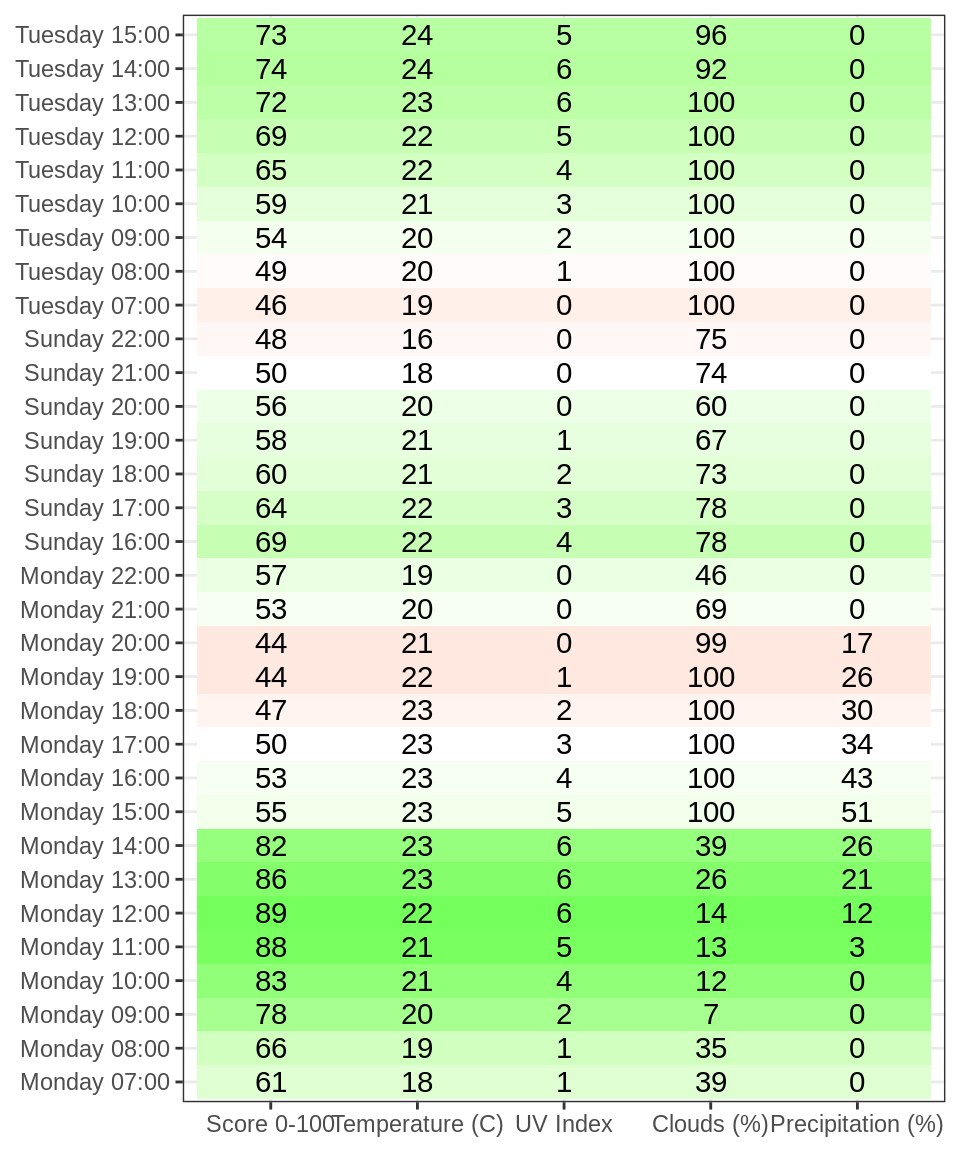 Tuesday 15:00 73 24 5 96 0
Tuesday 14:00 74 24 6 92 0
Tuesday 13:00 72 23 6 100 0
Tuesday 12:00 69 22 5 100 0
Tuesday 11:00 65 22 4 100 0
Tuesday 10:00 59 21 3 100 0
Tuesday 09:00 54 20 2 100 0
Tuesday 08:00 49 20 1 100 0
Tuesday 07:00 46 19 0 100 0
Sunday 22:00 48 16 0 75 0
Sunday 21:00 50 18 0 74 0
Sunday 20:00 56 20 0 60 0
Sunday 19:00 58 21 1 67 0
Sunday 18:00 60 21 2 73 0
Sunday 17:00 64 22 3 78 0
Sunday 16:00 69 22 4 78 0
Monday 22:00 57 19 0 46 0
Monday 21:00 53 20 0 69 0
Monday 20:00 44 21 0 99 17
Monday 19:00 44 22 1 100 26
Monday 18:00 47 23 2 100 30
Monday 17:00 50 23 3 100 34
Monday 16:00 53 23 4 100 43
Monday 15:00 55 23 5 100 51
Monday 14:00 82 23 6 39 26
Monday 13:00 86 23 6 26 21
Monday 12:00 89 22 6 14 12
Monday 11:00 88 21 5 13 3
Monday 10:00 83 21 4 12 0
Monday 09:00 78 20 2 7 0
Monday 08:00 66 19 1 35 0
Monday 07:00 61 18 1 39 0
Score 0-100 Temperature (C) UV Index Clouds (%) Precipitation (%)